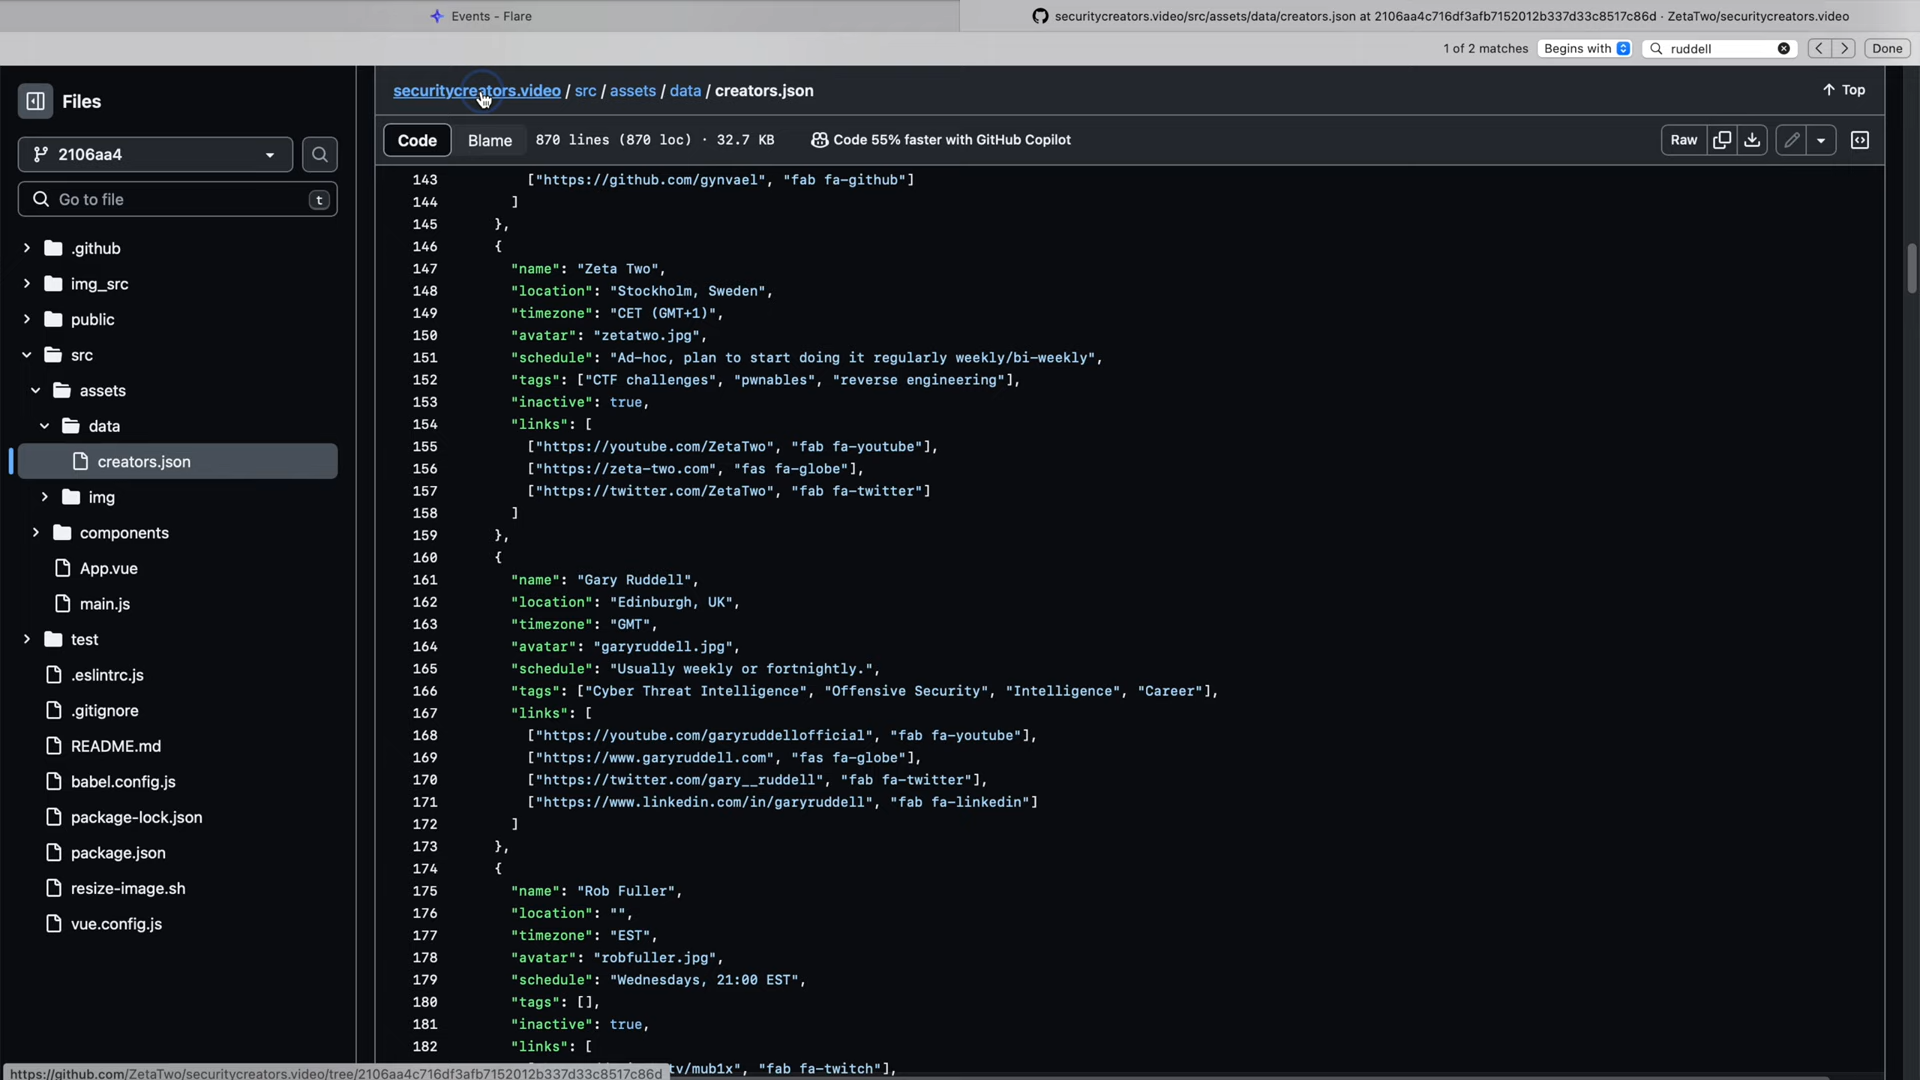 Events - Flare
securitycreators.video/src/assets/data/creators.json at 2106aa4c716df3afb7152012b337d33c8517c86d · ZetaTwo/securitycreators.video
1 of 2 matches
Begins with
ruddell
Done
Files
securitycreators.video / src / assets / data / creators.json
Top
2106aa4
Code
Blame
870 lines (870 loc) · 32.7 KB
Code 55% faster with GitHub Copilot
Raw
Go to file
t
.github
img_src
public
src
assets
data
creators.json
img
components
App.vue
main.js
test
.eslintrc.js
.gitignore
README.md
babel.config.js
package-lock.json
package.json
resize-image.sh
vue.config.js
143 ["https://github.com/gynvael", "fab fa-github"]
144 ]
145 },
146 {
147 "name": "Zeta Two",
148 "location": "Stockholm, Sweden",
149 "timezone": "CET (GMT+1)",
150 "avatar": "zetatwo.jpg",
151 "schedule": "Ad-hoc, plan to start doing it regularly weekly/bi-weekly",
152 "tags": ["CTF challenges", "pwnables", "reverse engineering"],
153 "inactive": true,
154 "links": [
155 ["https://youtube.com/ZetaTwo", "fab fa-youtube"],
156 ["https://zeta-two.com", "fas fa-globe"],
157 ["https://twitter.com/ZetaTwo", "fab fa-twitter"]
158 ]
159 },
160 {
161 "name": "Gary Ruddell",
162 "location": "Edinburgh, UK",
163 "timezone": "GMT",
164 "avatar": "garyruddell.jpg",
165 "schedule": "Usually weekly or fortnightly.",
166 "tags": ["Cyber Threat Intelligence", "Offensive Security", "Intelligence", "Career"],
167 "links": [
168 ["https://youtube.com/garyruddellofficial", "fab fa-youtube"],
169 ["https://www.garyruddell.com", "fas fa-globe"],
170 ["https://twitter.com/gary__ruddell", "fab fa-twitter"],
171 ["https://www.linkedin.com/in/garyruddell", "fab fa-linkedin"]
172 ]
173 },
174 {
175 "name": "Rob Fuller",
176 "location": "",
177 "timezone": "EST",
178 "avatar": "robfuller.jpg",
179 "schedule": "Wednesdays, 21:00 EST",
180 "tags": [],
181 "inactive": true,
182 "links": [
tv/mub1x", "fab fa-twitch"],
https://github.com/ZetaTwo/securitycreators.video/tree/2106aa4c716df3afb7152012b337d33c8517c86d